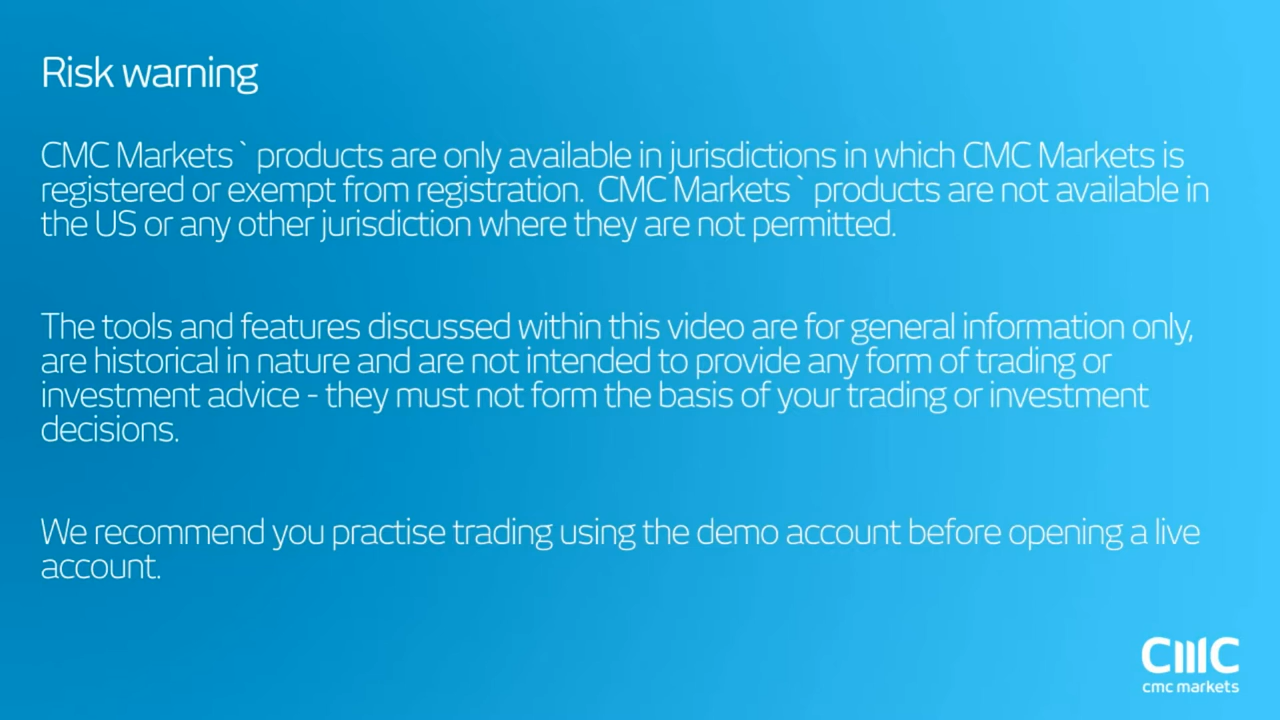 Risk warning
CMC Markets` products are only available in jurisdictions in which CMC Markets is
registered or exempt from registration.  CMC Markets` products are not available in
the US or any other jurisdiction where they are not permitted.
The tools and features discussed within this video are for general information only,
are historical in nature and are not intended to provide any form of trading or
investment advice - they must not form the basis of your trading or investment
decisions.
We recommend you practise trading using the demo account before opening a live
account.
CMC
cmc markets